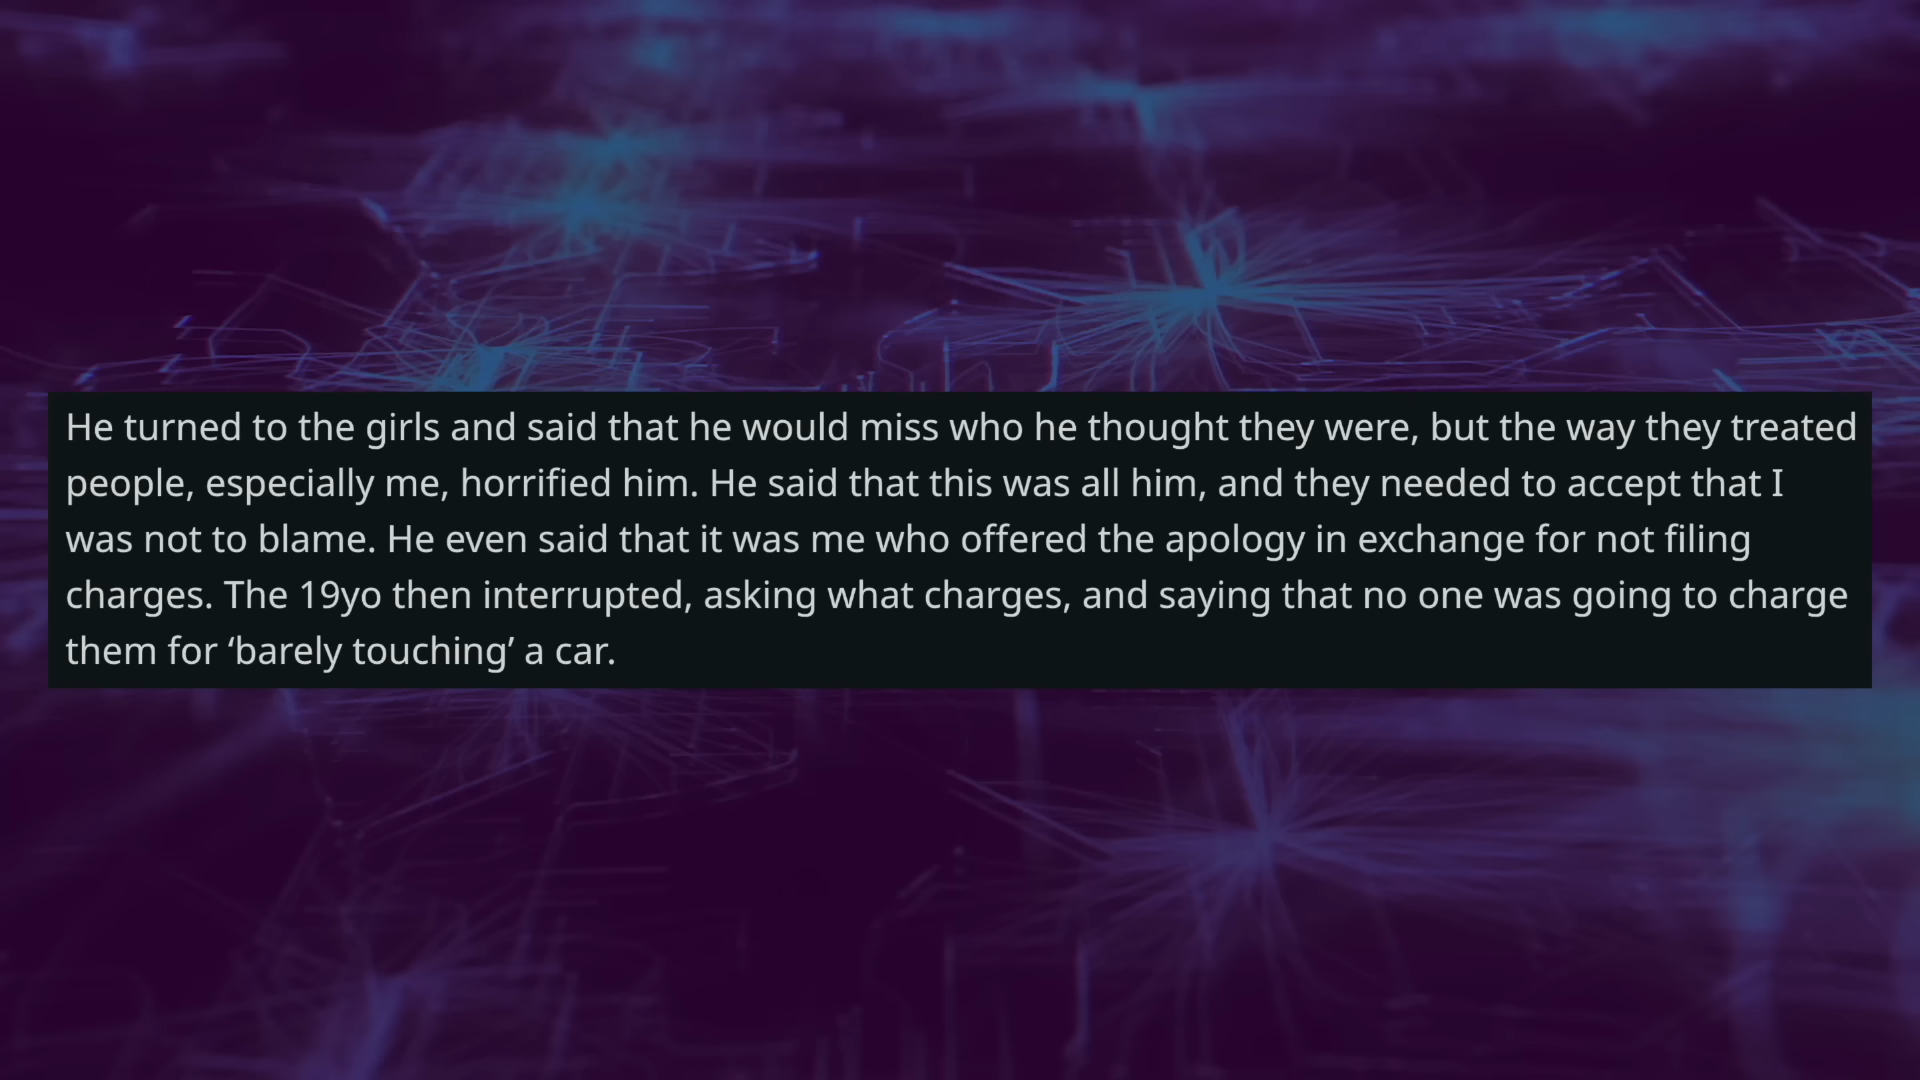 He turned to the girls and said that he would miss who he thought they were, but the way they treated
people, especially me, horrified him. He said that this was all him, and they needed to accept that I
was not to blame. He even said that it was me who offered the apology in exchange for not filing
charges. The 19yo then interrupted, asking what charges, and saying that no one was going to charge
them for ‘barely touching’ a car.